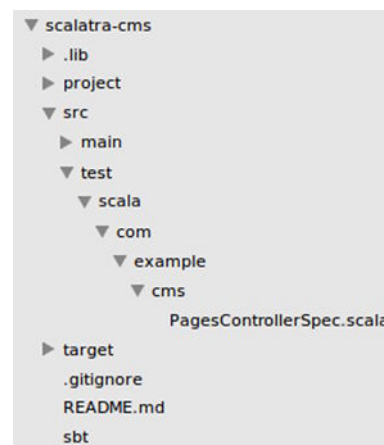 scalatra-cms
.lib
project
src
main
test
scala
com
example
cms
PagesControllerSpec.scala
target
.gitignore
README.md
sbt